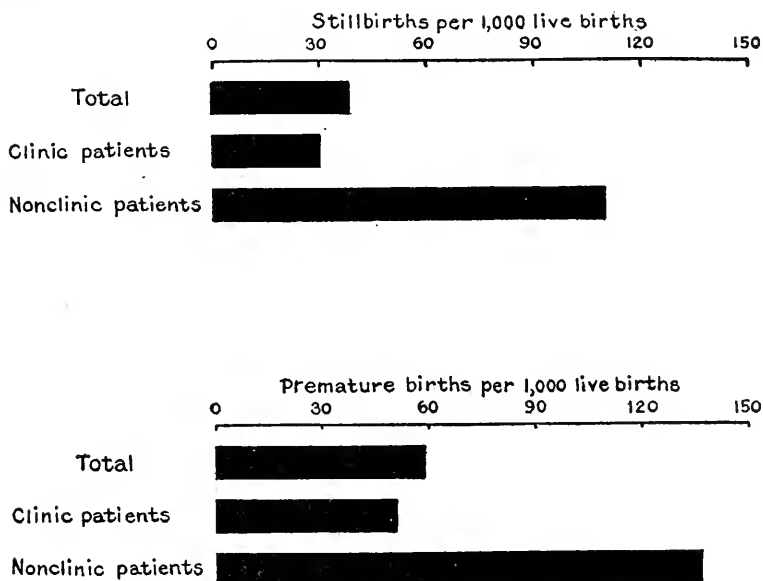 Stillbirths per 1,000 live births
0 30 60 90 120 150
Total
Clinic patients
Nonclinic patients
Premature births per 1,000 live births
0 30 60 90 120 150
Total
Clinic patients
Nonclinic patients